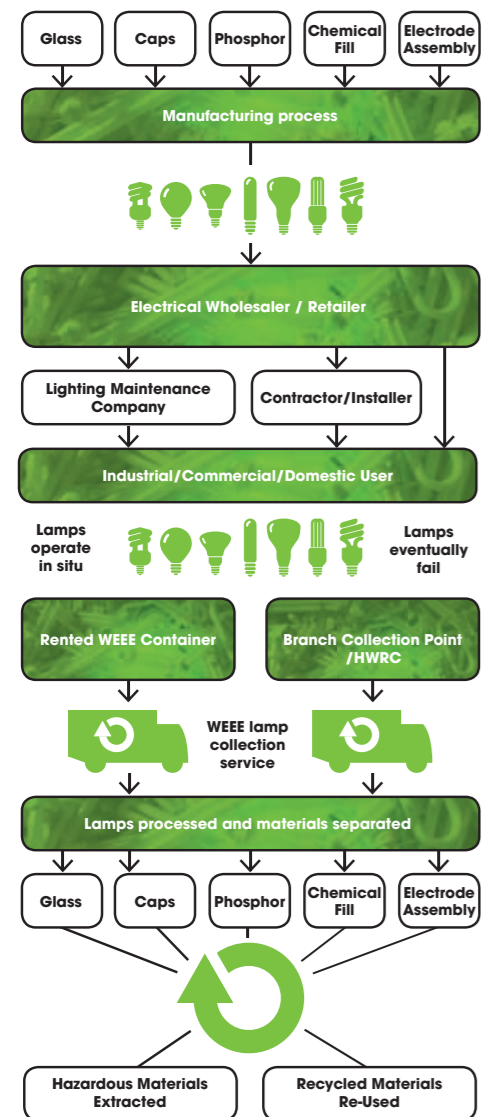 Glass
Caps
Phosphor
Chemical
Fill
Electrode
Assembly
Manufacturing process
Electrical Wholesaler / Retailer
Lighting Maintenance
Company
Contractor/Installer
Industrial/Commercial/Domestic User
Lamps
operate
in situ
Lamps
eventually
fail
Rented WEEE Container
Branch Collection Point
/HWRC
WEEE lamp
collection
service
Lamps processed and materials separated
Glass
Caps
Phosphor
Chemical
Fill
Electrode
Assembly
Hazardous Materials
Extracted
Recycled Materials
Re-Used